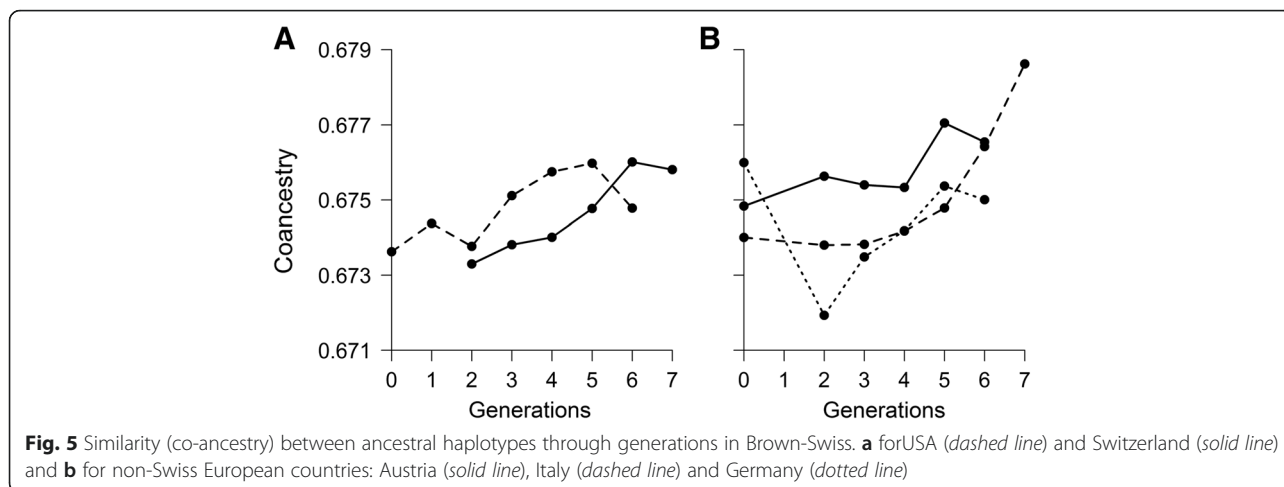 A B
0.679
0.677
0.675
0.673
0.671
Coancestry
0 1 2 3 4 5 6 7 0 1 2 3 4 5 6 7
Generations Generations
Fig. 5 Similarity (co-ancestry) between ancestral haplotypes through generations in Brown-Swiss. a forUSA (dashed line) and Switzerland (solid line)
and b for non-Swiss European countries: Austria (solid line), Italy (dashed line) and Germany (dotted line)